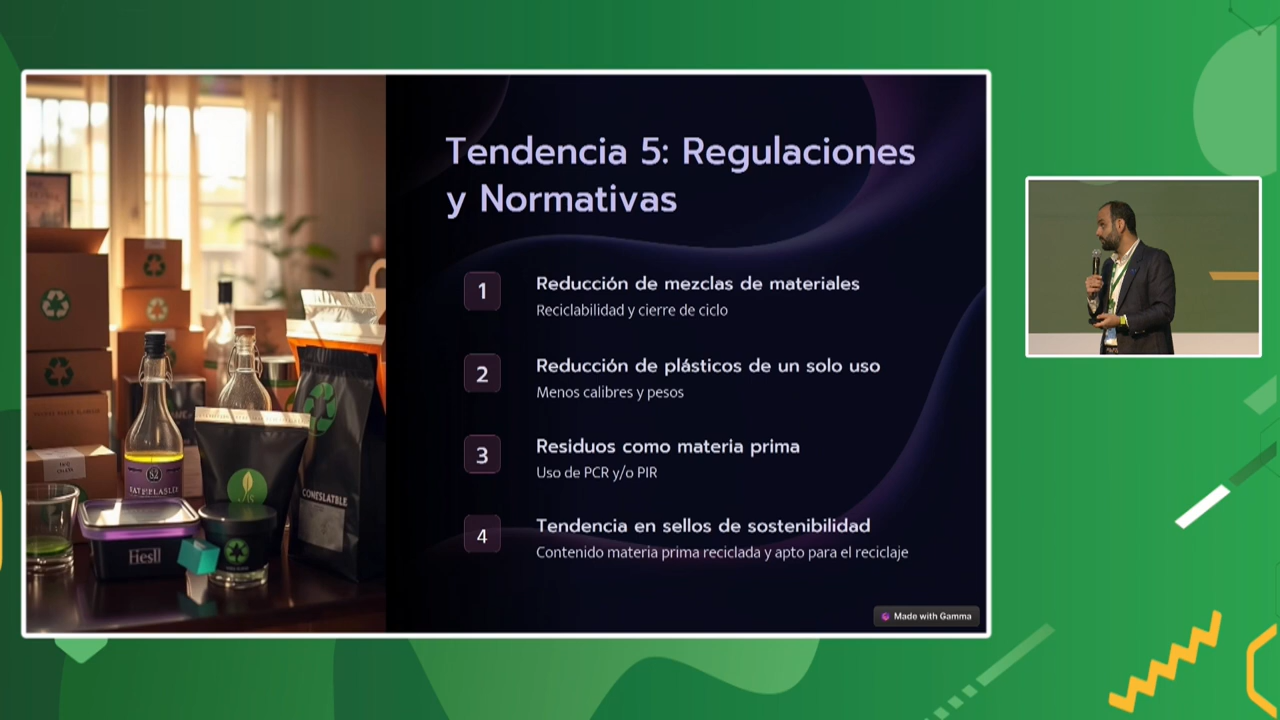 Tendencia 5: Regulaciones
y Normativas
1
Reducción de mezclas de materiales
Reciclabilidad y cierre de ciclo
2
Reducción de plásticos de un solo uso
Menos calibres y pesos
3
Residuos como materia prima
Uso de PCR y/o PIR
4
Tendencia en sellos de sostenibilidad
Contenido materia prima reciclada y apto para el reciclaje
Made with Gamma